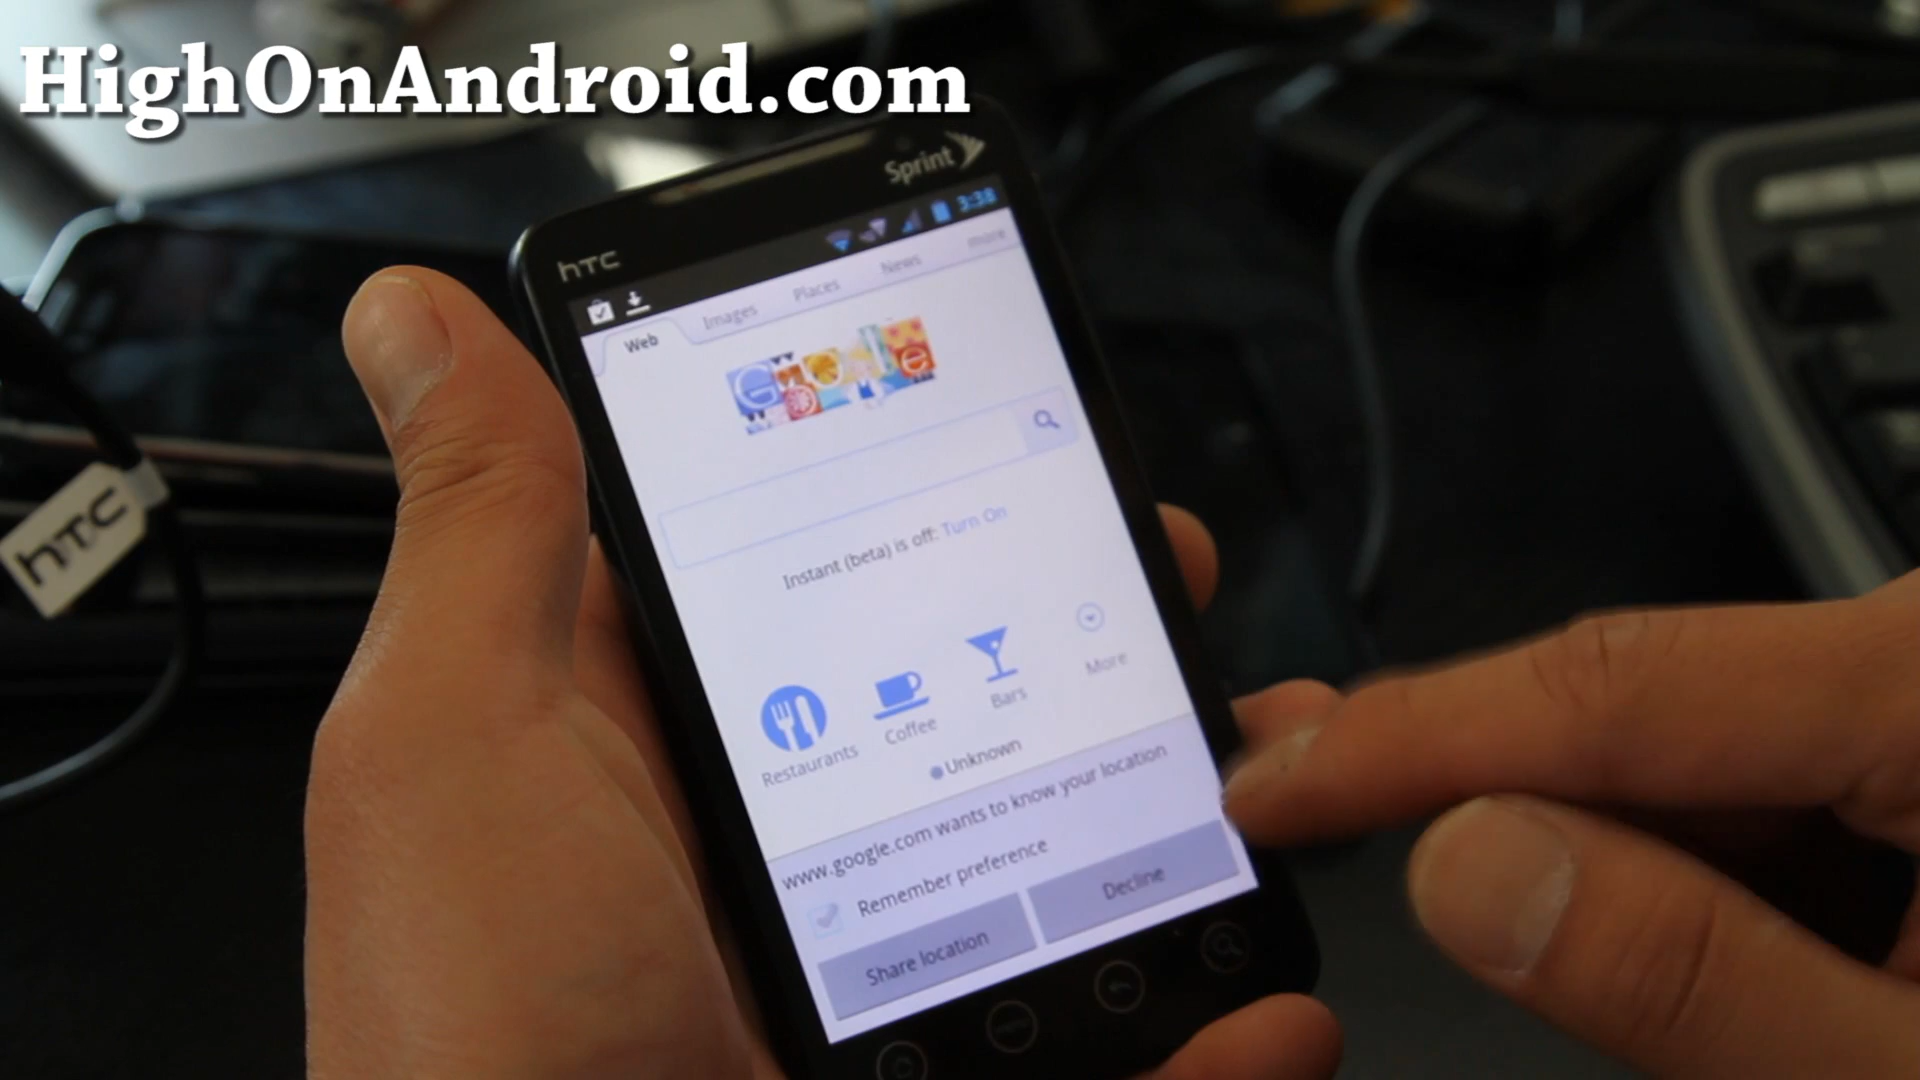 HighOnAndroid.com
Sprint
hTC
3:38
Web
Images
Places
News
more
Google
Instant (beta) is off: Turn On
Restaurants
Coffee
Bars
More
Unknown
www.google.com wants to know your location
Remember preference
Share location
Decline
hTC